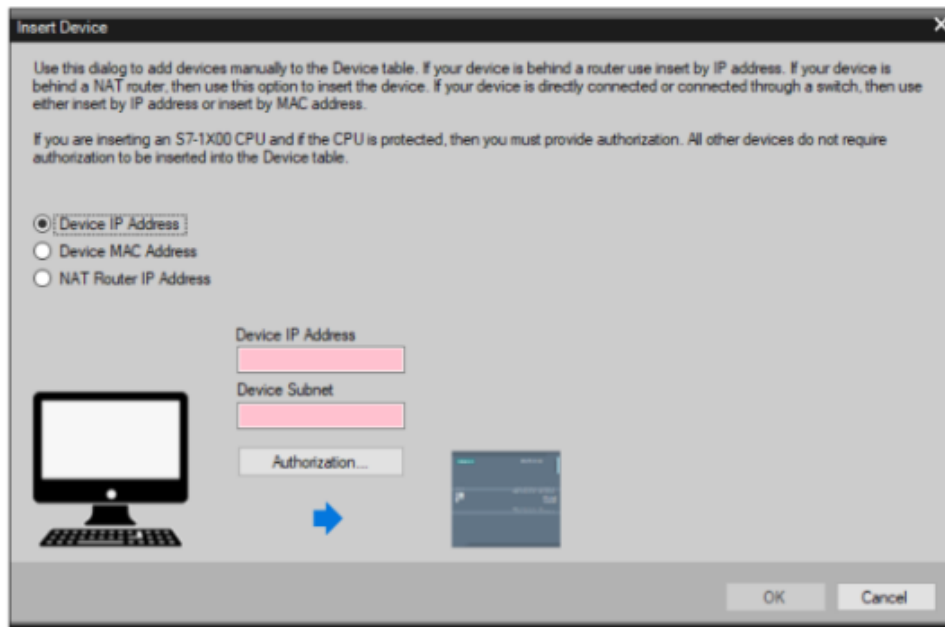 Insert Device
Use this dialog to add devices manually to the Device table. If your device is behind a router use insert by IP address. If your device is
behind a NAT router, then use this option to insert the device. If your device is directly connected or connected through a switch, then use
either insert by IP address or insert by MAC address.
If you are inserting an S7-1X00 CPU and if the CPU is protected, then you must provide authorization. All other devices do not require
authorization to be inserted into the Device table.
Device IP Address
Device MAC Address
NAT Router IP Address
Device IP Address
Device Subnet
Authorization...
OK
Cancel